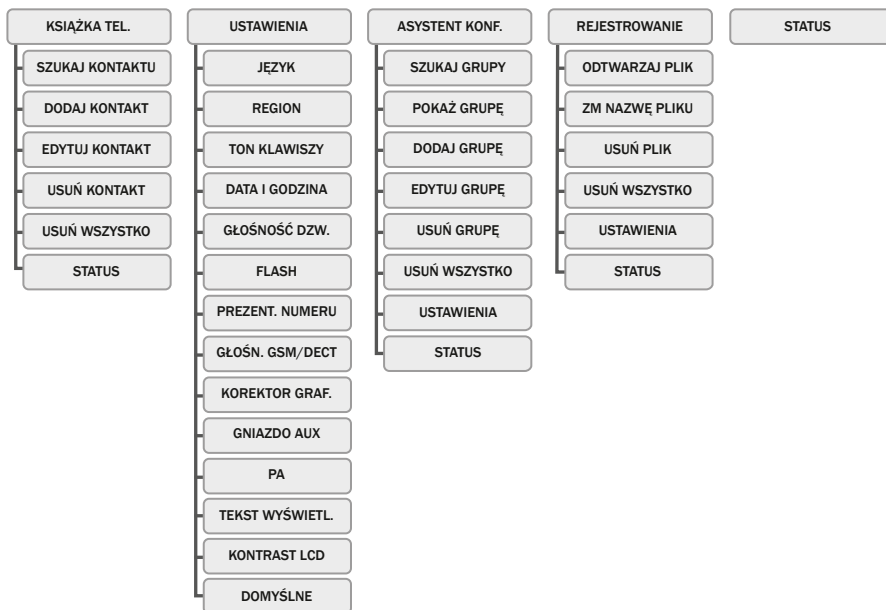 KSIĄŻKA TEL.
SZUKAJ KONTAKTU
DODAJ KONTAKT
EDYTUJ KONTAKT
USUŃ KONTAKT
USUŃ WSZYSTKO
STATUS
USTAWIENIA
JĘZYK
REGION
TON KLAWISZY
DATA I GODZINA
GŁOŚNOŚĆ DZW.
FLASH
PREZENT. NUMERU
GŁOŚN. GSM/DECT
KOREKTOR GRAF.
GNIAZDO AUX
PA
TEKST WYŚWIETL.
KONTRAST LCD
DOMYŚLNE
ASYSTENT KONF.
SZUKAJ GRUPY
POKAŻ GRUPĘ
DODAJ GRUPĘ
EDYTUJ GRUPĘ
USUŃ GRUPĘ
USUŃ WSZYSTKO
USTAWIENIA
STATUS
REJESTROWANIE
ODTWARZAJ PLIK
ZM NAZWĘ PLIKU
USUŃ PLIK
USUŃ WSZYSTKO
USTAWIENIA
STATUS
STATUS